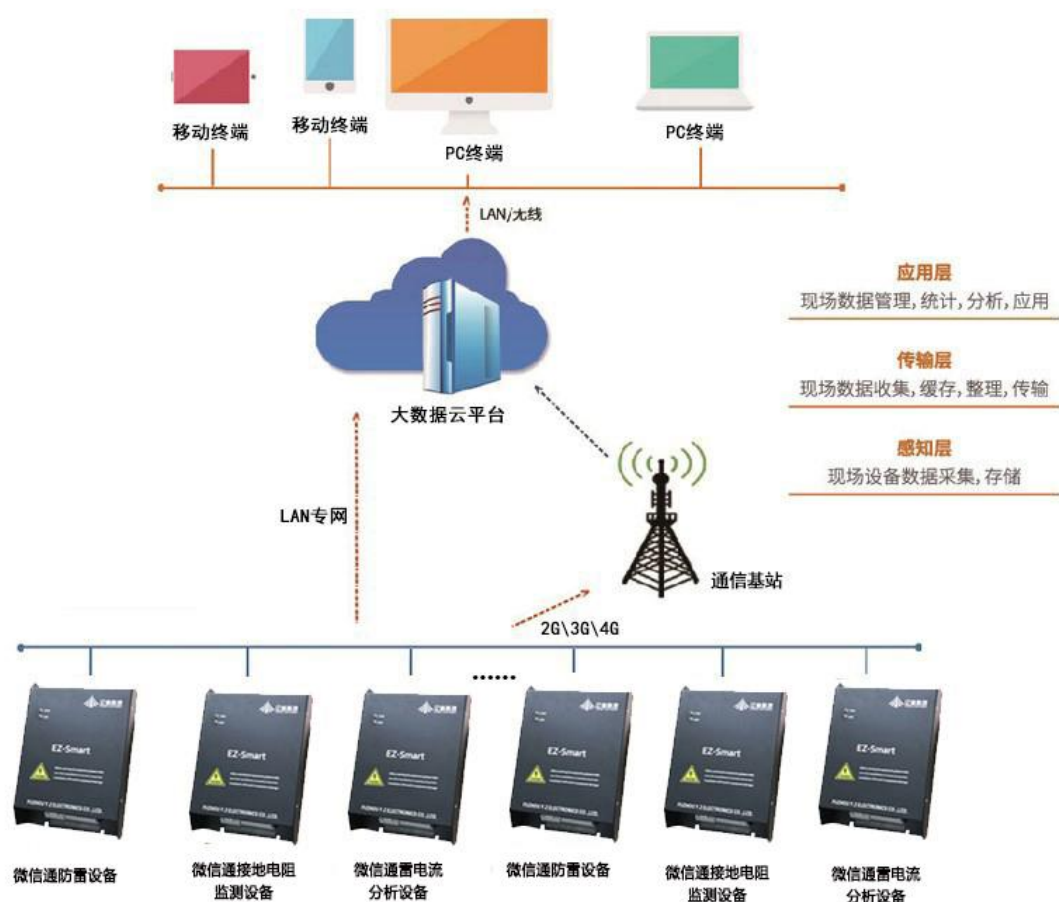 移动终端
移动终端
PC终端
PC终端
LAN/无线
大数据云平台
应用层
现场数据管理,统计,分析,应用
传输层
现场数据收集,缓存,整理,传输
感知层
现场设备数据采集,存储
LAN专网
通信基站
2G\3G\4G
......
EZ-Smart
EZ-Smart
EZ-Smart
EZ-Smart
EZ-Smart
EZ-Smart
微信通防雷设备
微信通接地电阻
监测设备
微信通雷电流
分析设备
微信通防雷设备
微信通接地电阻
监测设备
微信通雷电流
分析设备